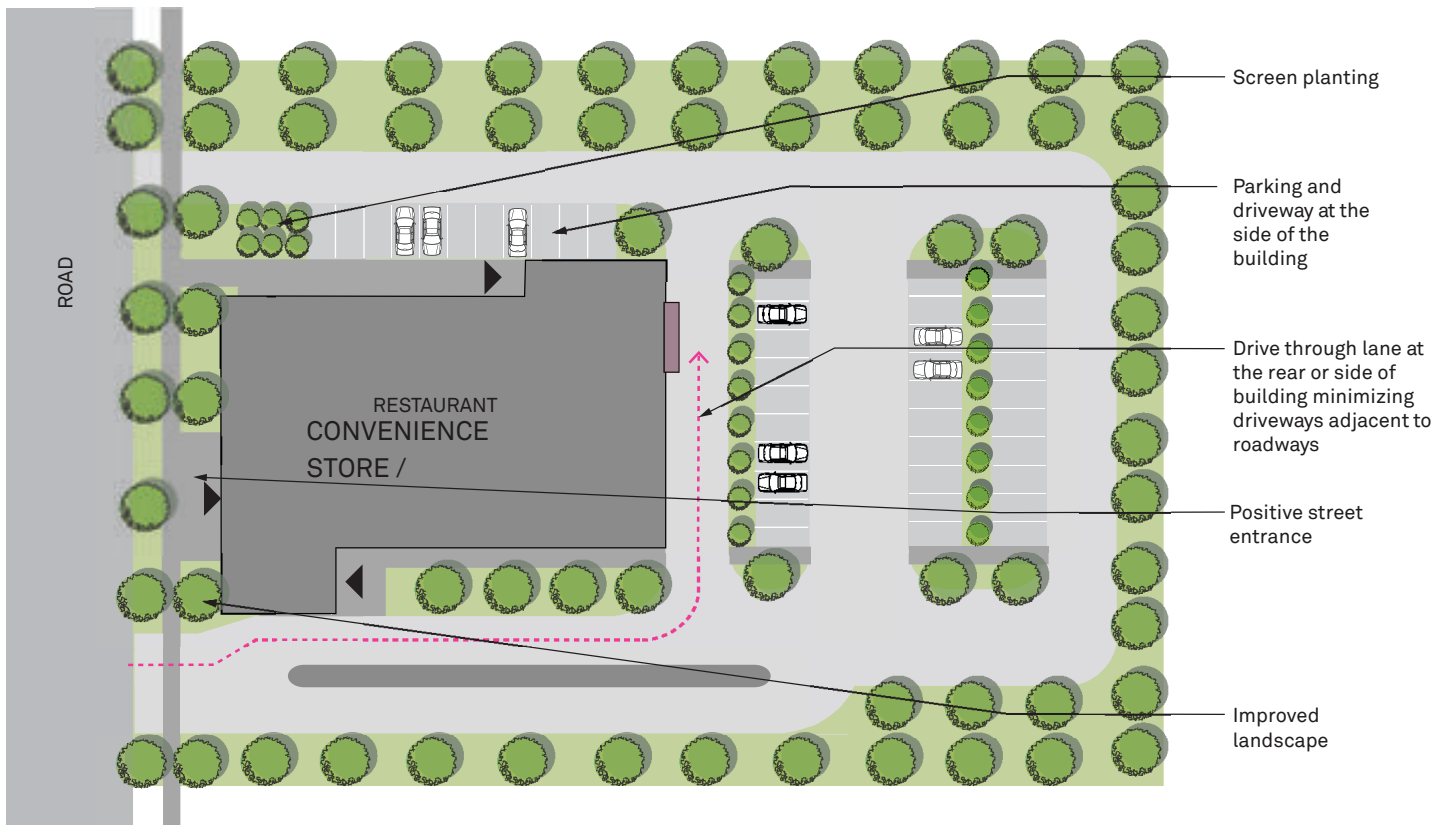 ROAD
RESTAURANT
CONVENIENCE
STORE /
Screen planting
Parking and
driveway at the
side of the
building
Drive through lane at
the rear or side of
building minimizing
driveways adjacent to
roadways
Positive street
entrance
Improved
landscape